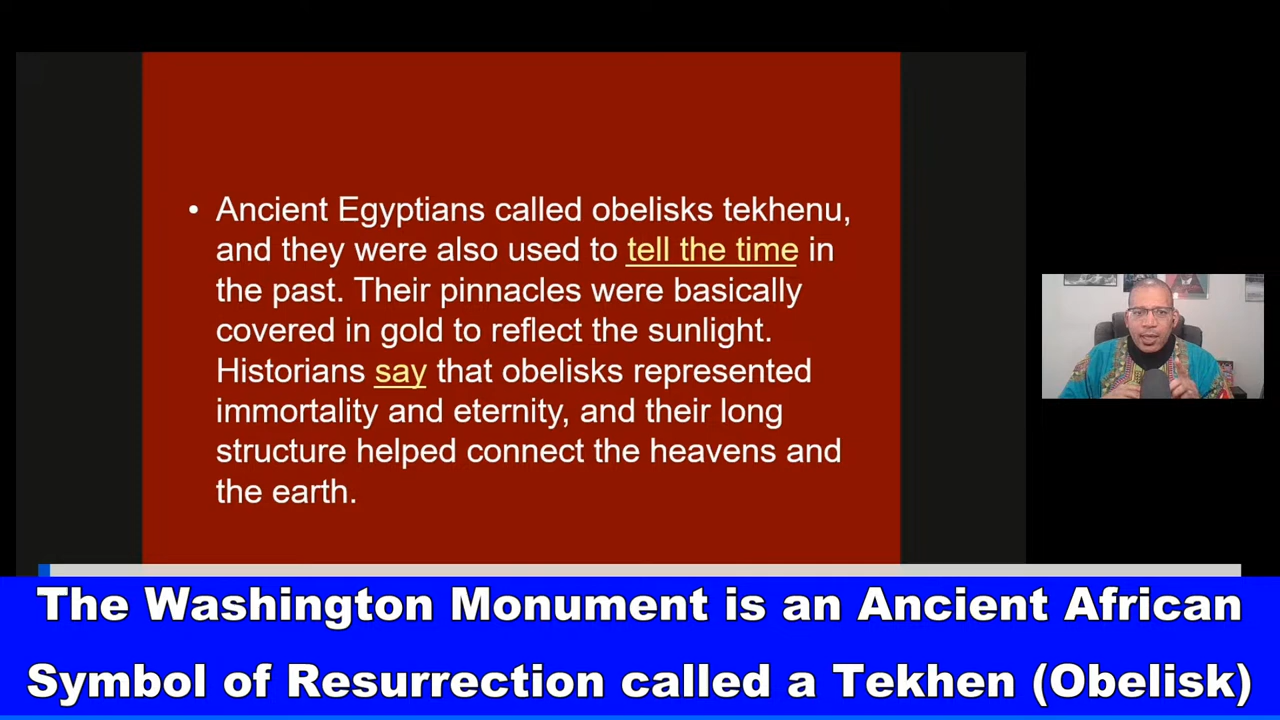 • Ancient Egyptians called obelisks tekhenu,
and they were also used to tell the time in
the past. Their pinnacles were basically
covered in gold to reflect the sunlight.
Historians say that obelisks represented
immortality and eternity, and their long
structure helped connect the heavens and
the earth.
The Washington Monument is an Ancient African
Symbol of Resurrection called a Tekhen (Obelisk)